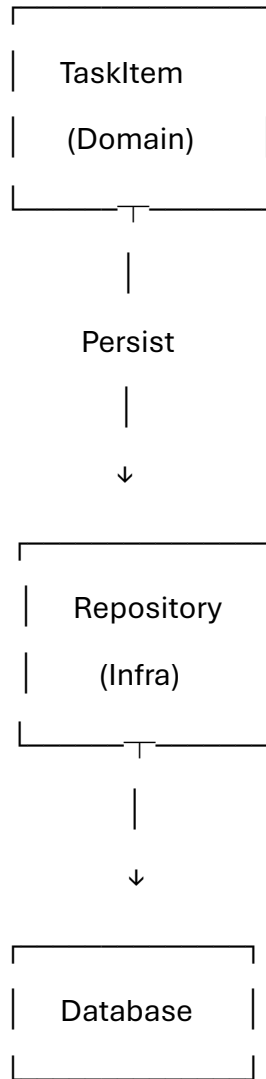 TaskItem
(Domain)
Persist
↓
Repository
(Infra)
↓
Database